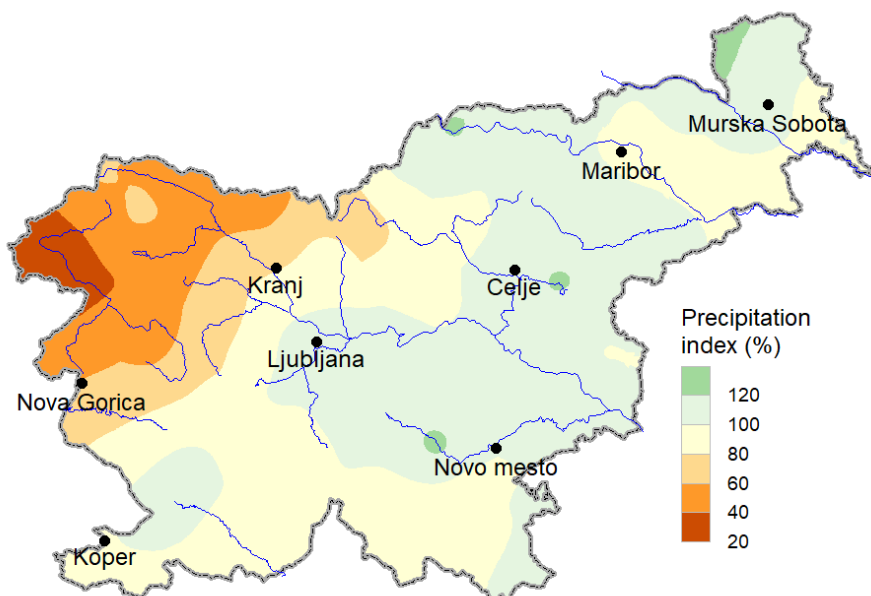 Murska Sobota
Maribor
Kranj
Celje
Ljubljana
Nova Gorica
Novo mesto
Koper
Precipitation
index (%)
120
100
80
60
40
20